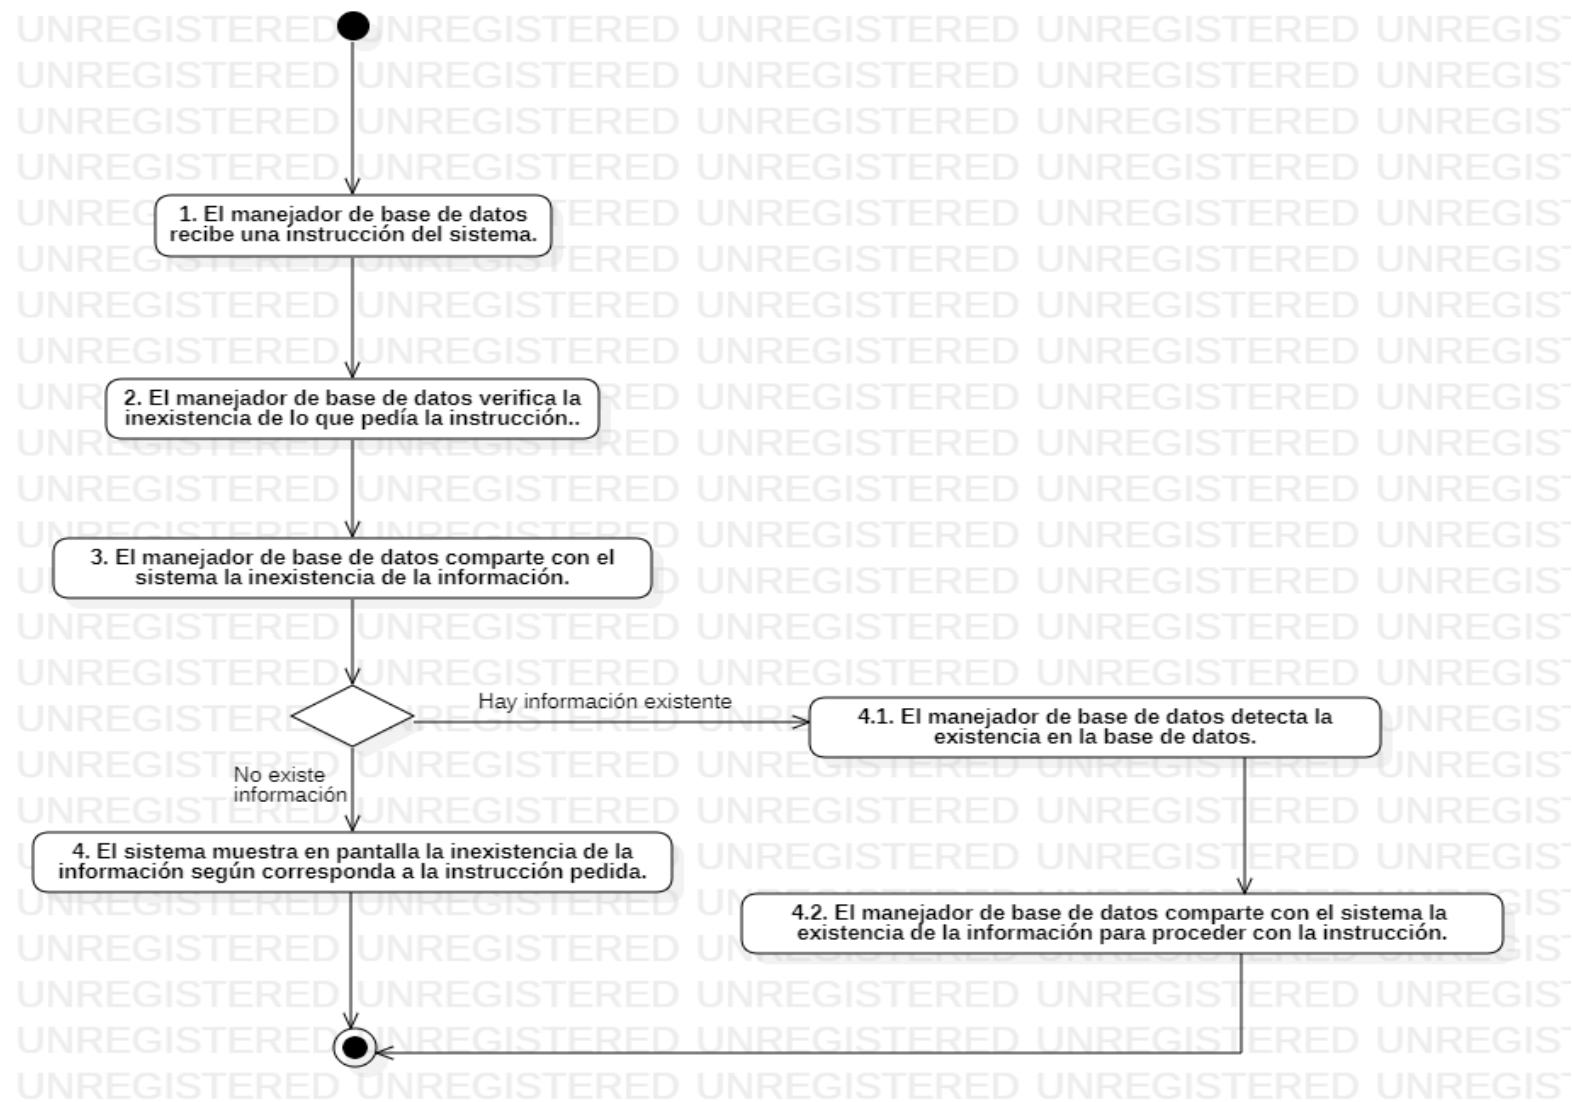 1. El manejador de base de datos
recibe una instrucción del sistema.
2. El manejador de base de datos verifica la
inexistencia de lo que pedía la instrucción..
3. El manejador de base de datos comparte con el
sistema la inexistencia de la información.
Hay información existente
4.1. El manejador de base de datos detecta la
existencia en la base de datos.
No existe
información
4. El sistema muestra en pantalla la inexistencia de la
información según corresponda a la instrucción pedida.
4.2. El manejador de base de datos comparte con el sistema la
existencia de la información para proceder con la instrucción.
UNREGISTERED